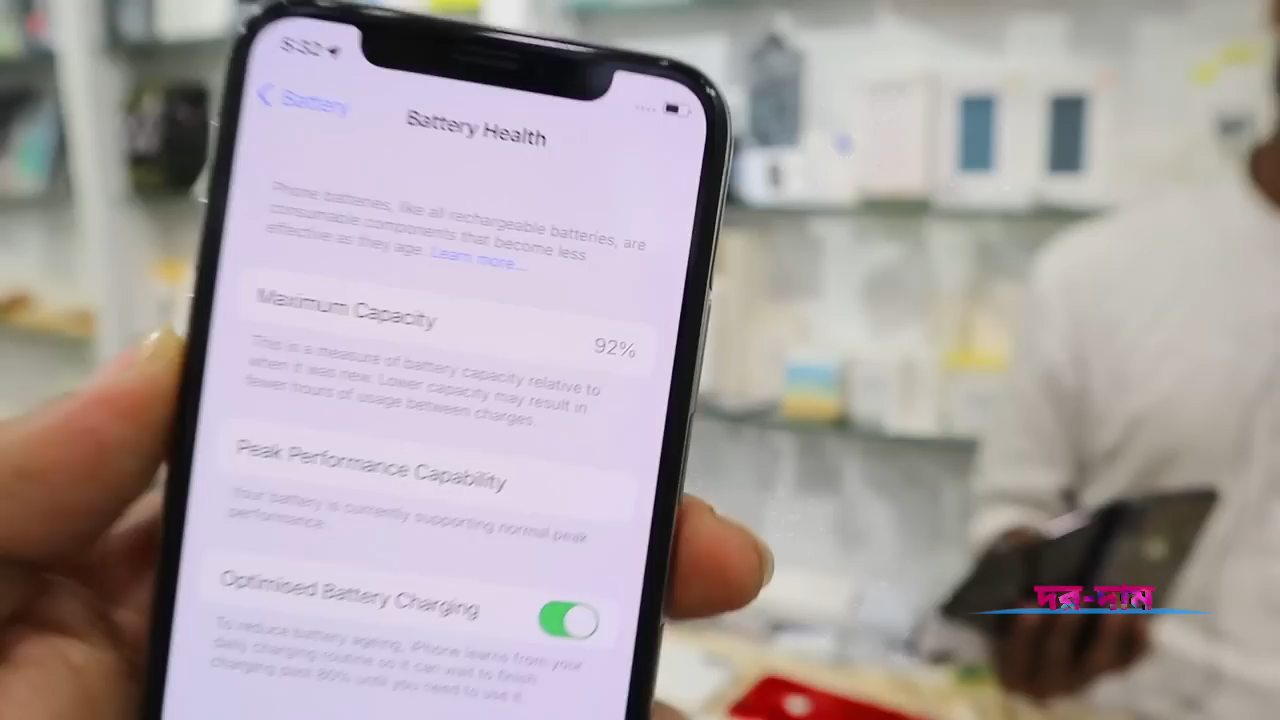 5:32
Battery
Battery Health
iPhone batteries, like all rechargeable batteries, are
consumable components that become less
effective as they age. Learn more...
Maximum Capacity
92%
This is a measure of battery capacity relative to
when it was new. Lower capacity may result in
fewer hours of usage between charges.
Peak Performance Capability
Your battery is currently supporting normal peak
performance.
Optimised Battery Charging
To reduce battery ageing, iPhone learns from your
daily charging routine so it can wait to finish
charging past 80% until you need to use it.
দর-দাম